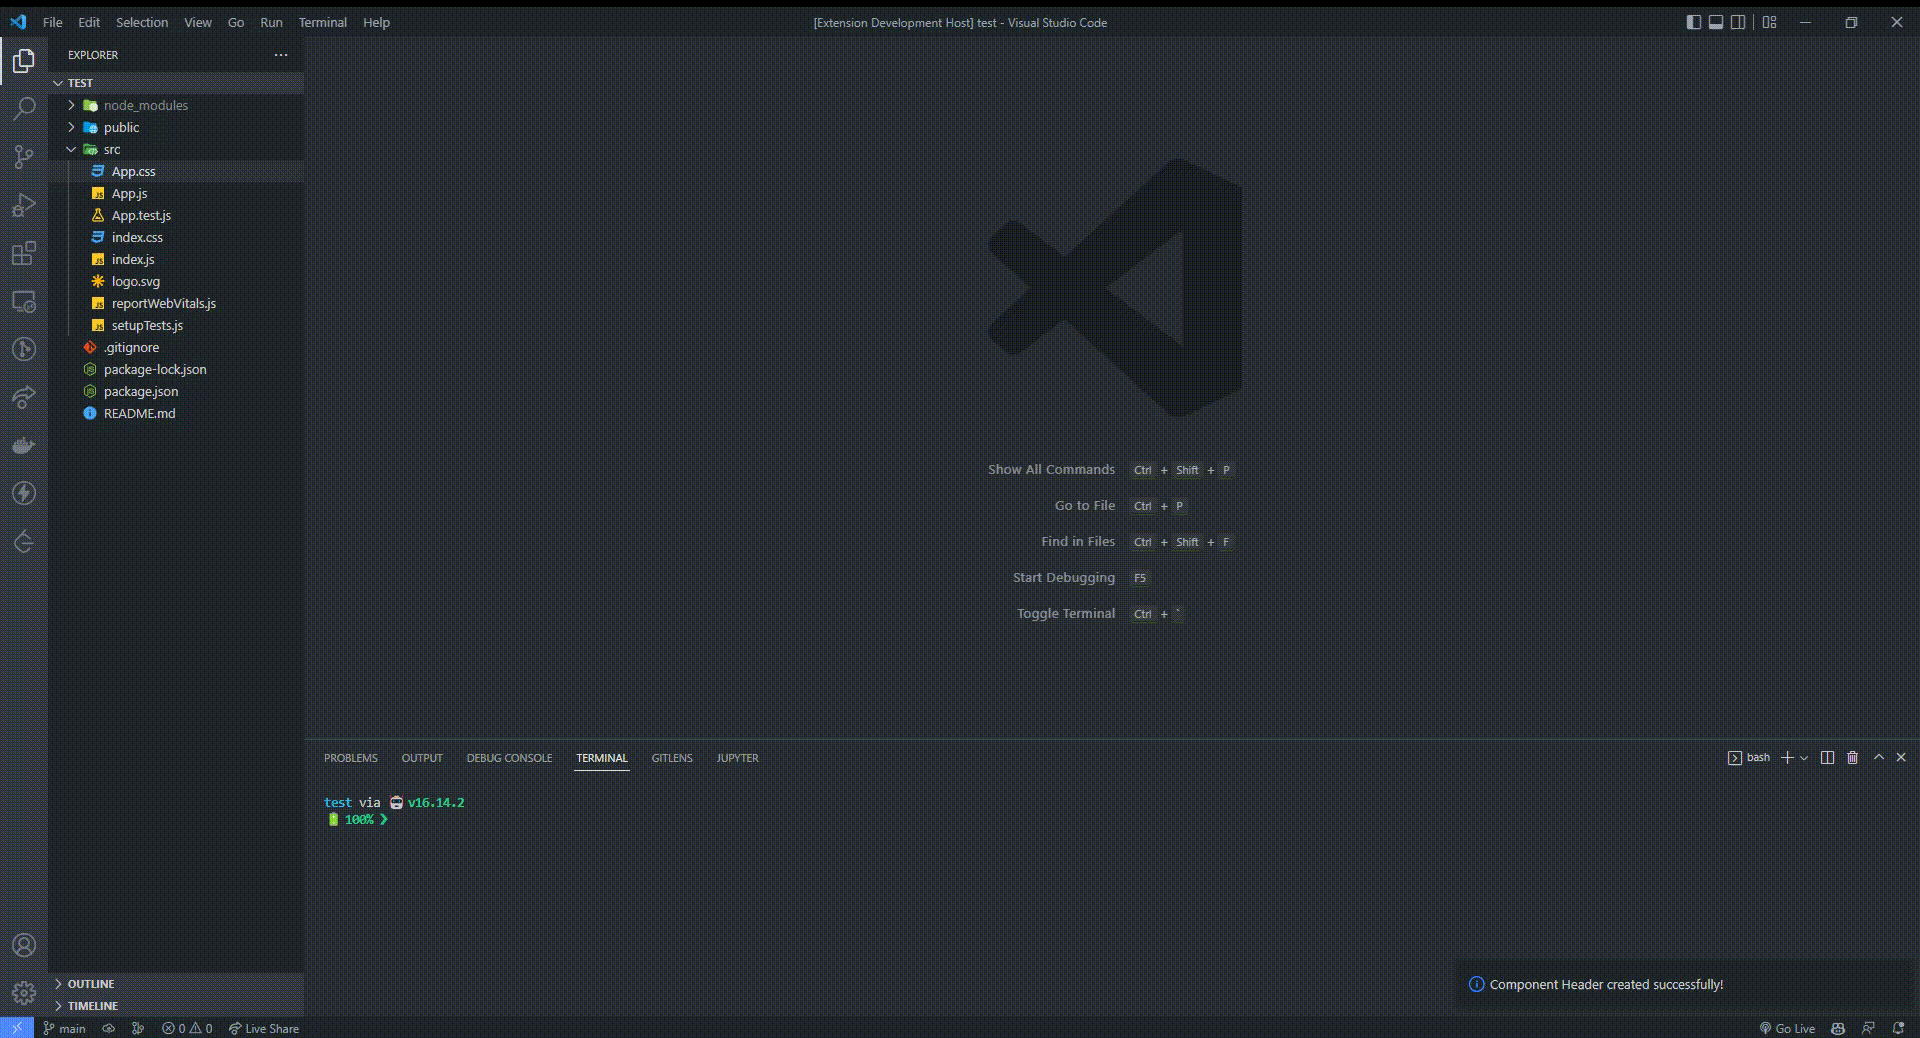 File Edit Selection View Go Run Terminal Help
[Extension Development Host] test - Visual Studio Code
EXPLORER
TEST
node_modules
public
src
App.css
App.js
App.test.js
index.css
index.js
logo.svg
reportWebVitals.js
setupTests.js
.gitignore
package-lock.json
package.json
README.md
Show All Commands Ctrl + Shift + P
Go to File Ctrl + P
Find in Files Ctrl + Shift + F
Start Debugging F5
Toggle Terminal Ctrl + `
PROBLEMS OUTPUT DEBUG CONSOLE TERMINAL GITLENS JUPYTER
bash
test via v16.14.2
100% ❯
OUTLINE
TIMELINE
Component Header created successfully!
main 0 0 Live Share
Go Live